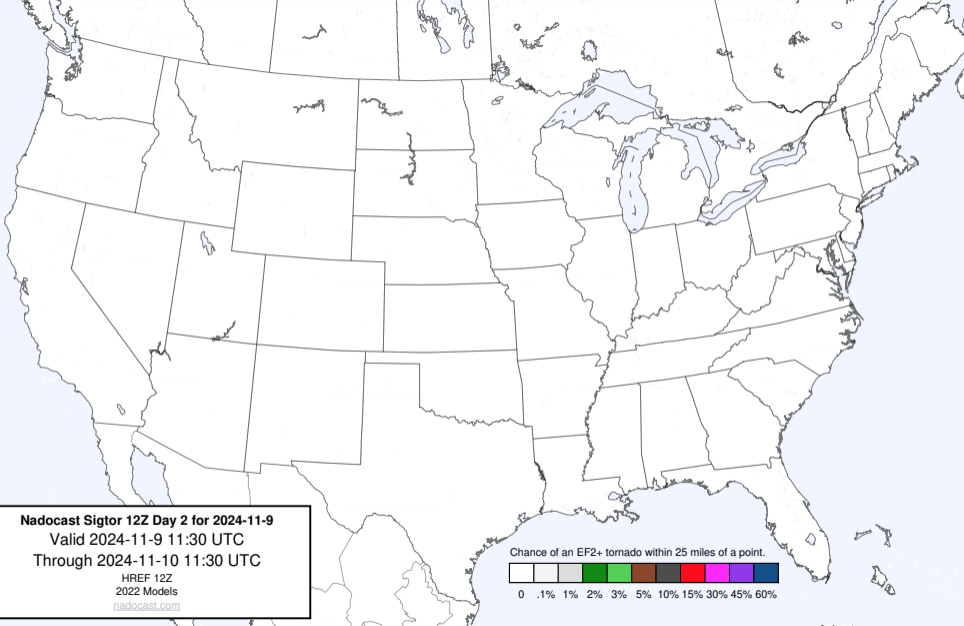 Nadocast Sigtor 12Z Day 2 for 2024-11-9
Valid 2024-11-9 11:30 UTC
Through 2024-11-10 11:30 UTC
HREF 12Z
2022 Models
nadocast.com
Chance of an EF2+ tornado within 25 miles of a point.
0 .1% 1% 2% 3% 5% 10% 15% 30% 45% 60%